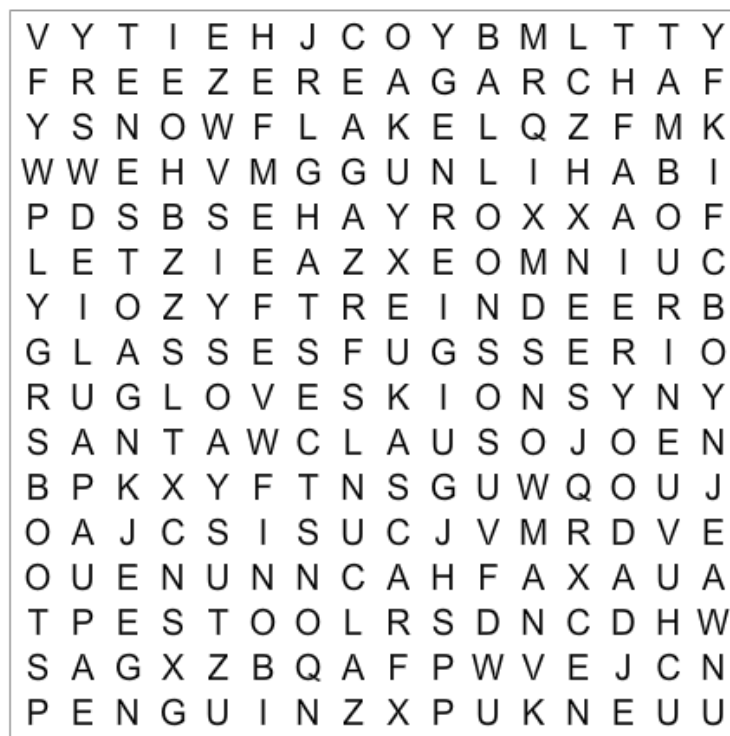 V Y T I E H J C O Y B M L T T Y
F R E E Z E R E A G A R C H A F
Y S N O W F L A K E L Q Z F M K
W W E H V M G G U N L I H A B I
P D S B S E H A Y R O X X A O F
L E T Z I E A Z X E O M N I U C
Y I O Z Y F T R E I N D E E R B
G L A S S E S F U G S S E R I O
R U G L O V E S K I O N S Y N Y
S A N T A W C L A U S O J O E N
B P K X Y F T N S G U W Q O U J
O A J C S I S U C J V M R D V E
O U E N U N N C A H F A X A U A
T P E S T O O L R S D N C D H W
S A G X Z B Q A F P W V E J C N
P E N G U I N Z X P U K N E U U